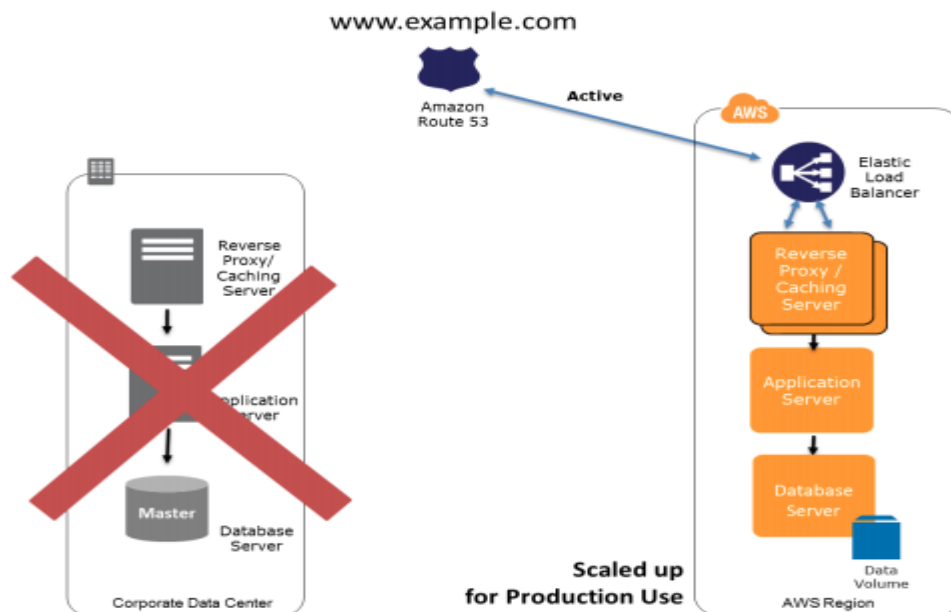 www.example.com
Amazon
Route 53
Active
AWS
Elastic
Load
Balancer
Reverse
Proxy/
Caching
Server
Application
Server
Master
Database
Server
Corporate Data Center
Reverse
Proxy /
Caching
Server
Application
Server
Database
Server
Data
Volume
Scaled up
for Production Use
AWS Region